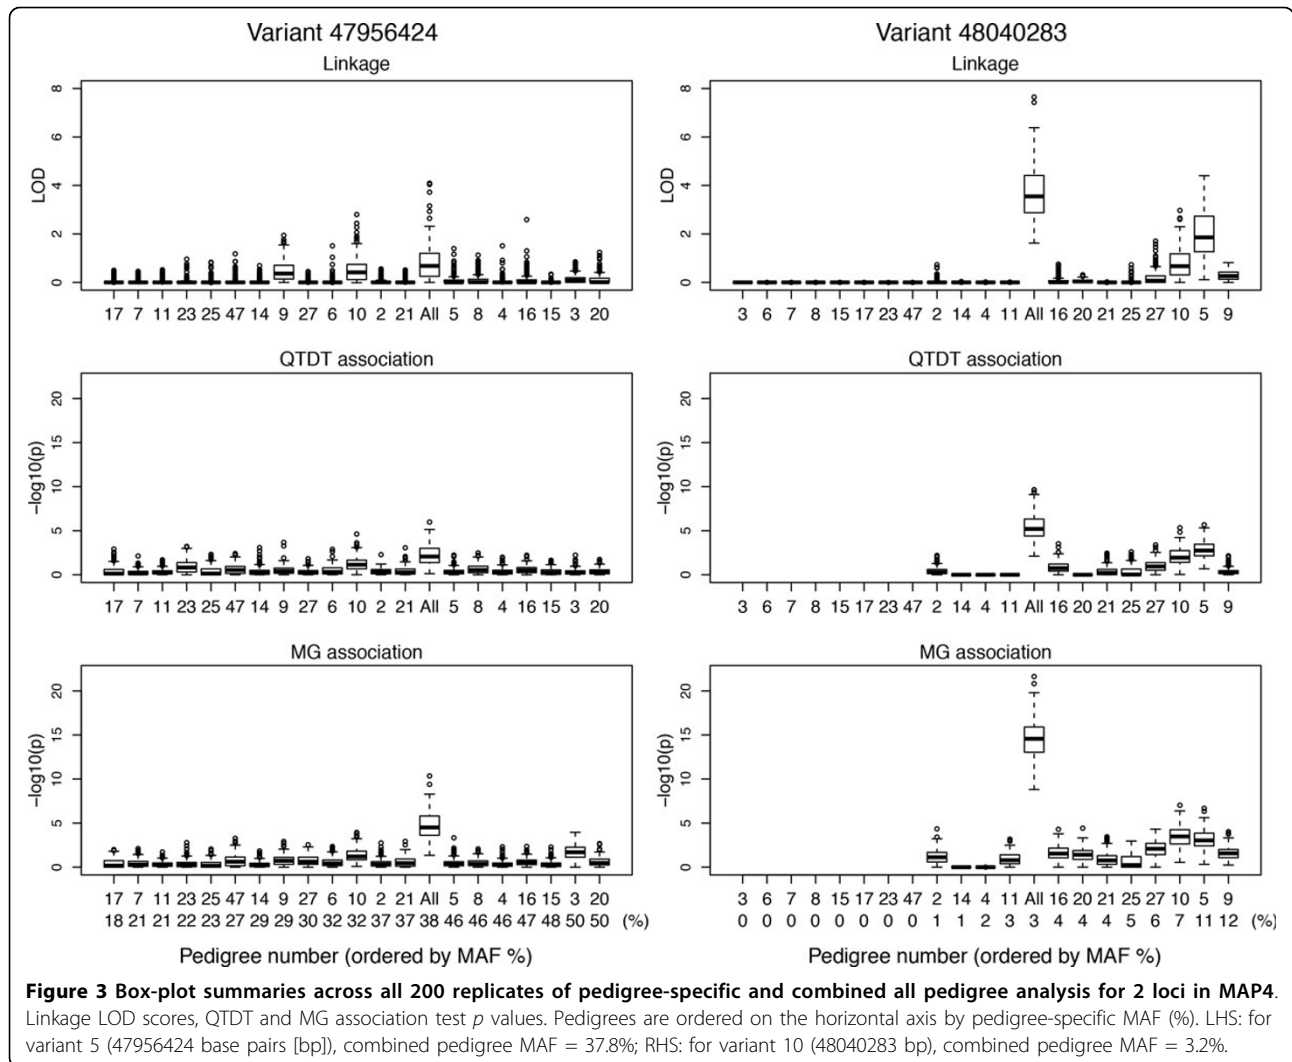 Variant 47956424
Linkage
LOD
8
6
4
2
0
17 7 11 23 25 47 14 9 27 6 10 2 21 All 5 8 4 16 15 3 20
QTDT association
−log10(p)
20
15
10
5
0
17 7 11 23 25 47 14 9 27 6 10 2 21 All 5 8 4 16 15 3 20
MG association
−log10(p)
20
15
10
5
0
17 7 11 23 25 47 14 9 27 6 10 2 21 All 5 8 4 16 15 3 20
18 21 21 22 23 27 29 29 30 32 32 37 37 38 46 46 46 47 48 50 50 (%)
Pedigree number (ordered by MAF %)
Variant 48040283
Linkage
LOD
8
6
4
2
0
3 6 7 8 15 17 23 47 2 14 4 11 All 16 20 21 25 27 10 5 9
QTDT association
−log10(p)
20
15
10
5
0
3 6 7 8 15 17 23 47 2 14 4 11 All 16 20 21 25 27 10 5 9
MG association
−log10(p)
20
15
10
5
0
3 6 7 8 15 17 23 47 2 14 4 11 All 16 20 21 25 27 10 5 9
0 0 0 0 0 0 0 0 1 1 2 3 3 4 4 4 5 6 7 11 12 (%)
Pedigree number (ordered by MAF %)
Figure 3 Box-plot summaries across all 200 replicates of pedigree-specific and combined all pedigree analysis for 2 loci in MAP4.
Linkage LOD scores, QTDT and MG association test p values. Pedigrees are ordered on the horizontal axis by pedigree-specific MAF (%). LHS: for
variant 5 (47956424 base pairs [bp]), combined pedigree MAF = 37.8%; RHS: for variant 10 (48040283 bp), combined pedigree MAF = 3.2%.